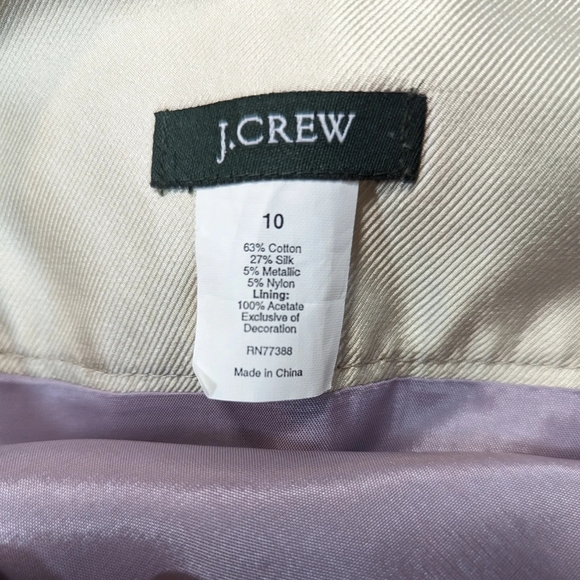 J.CREW
10
63% Cotton
27% Silk
5% Metallic
5% Nylon
Lining:
100% Acetate
Exclusive of
Decoration
RN77388
Made in China